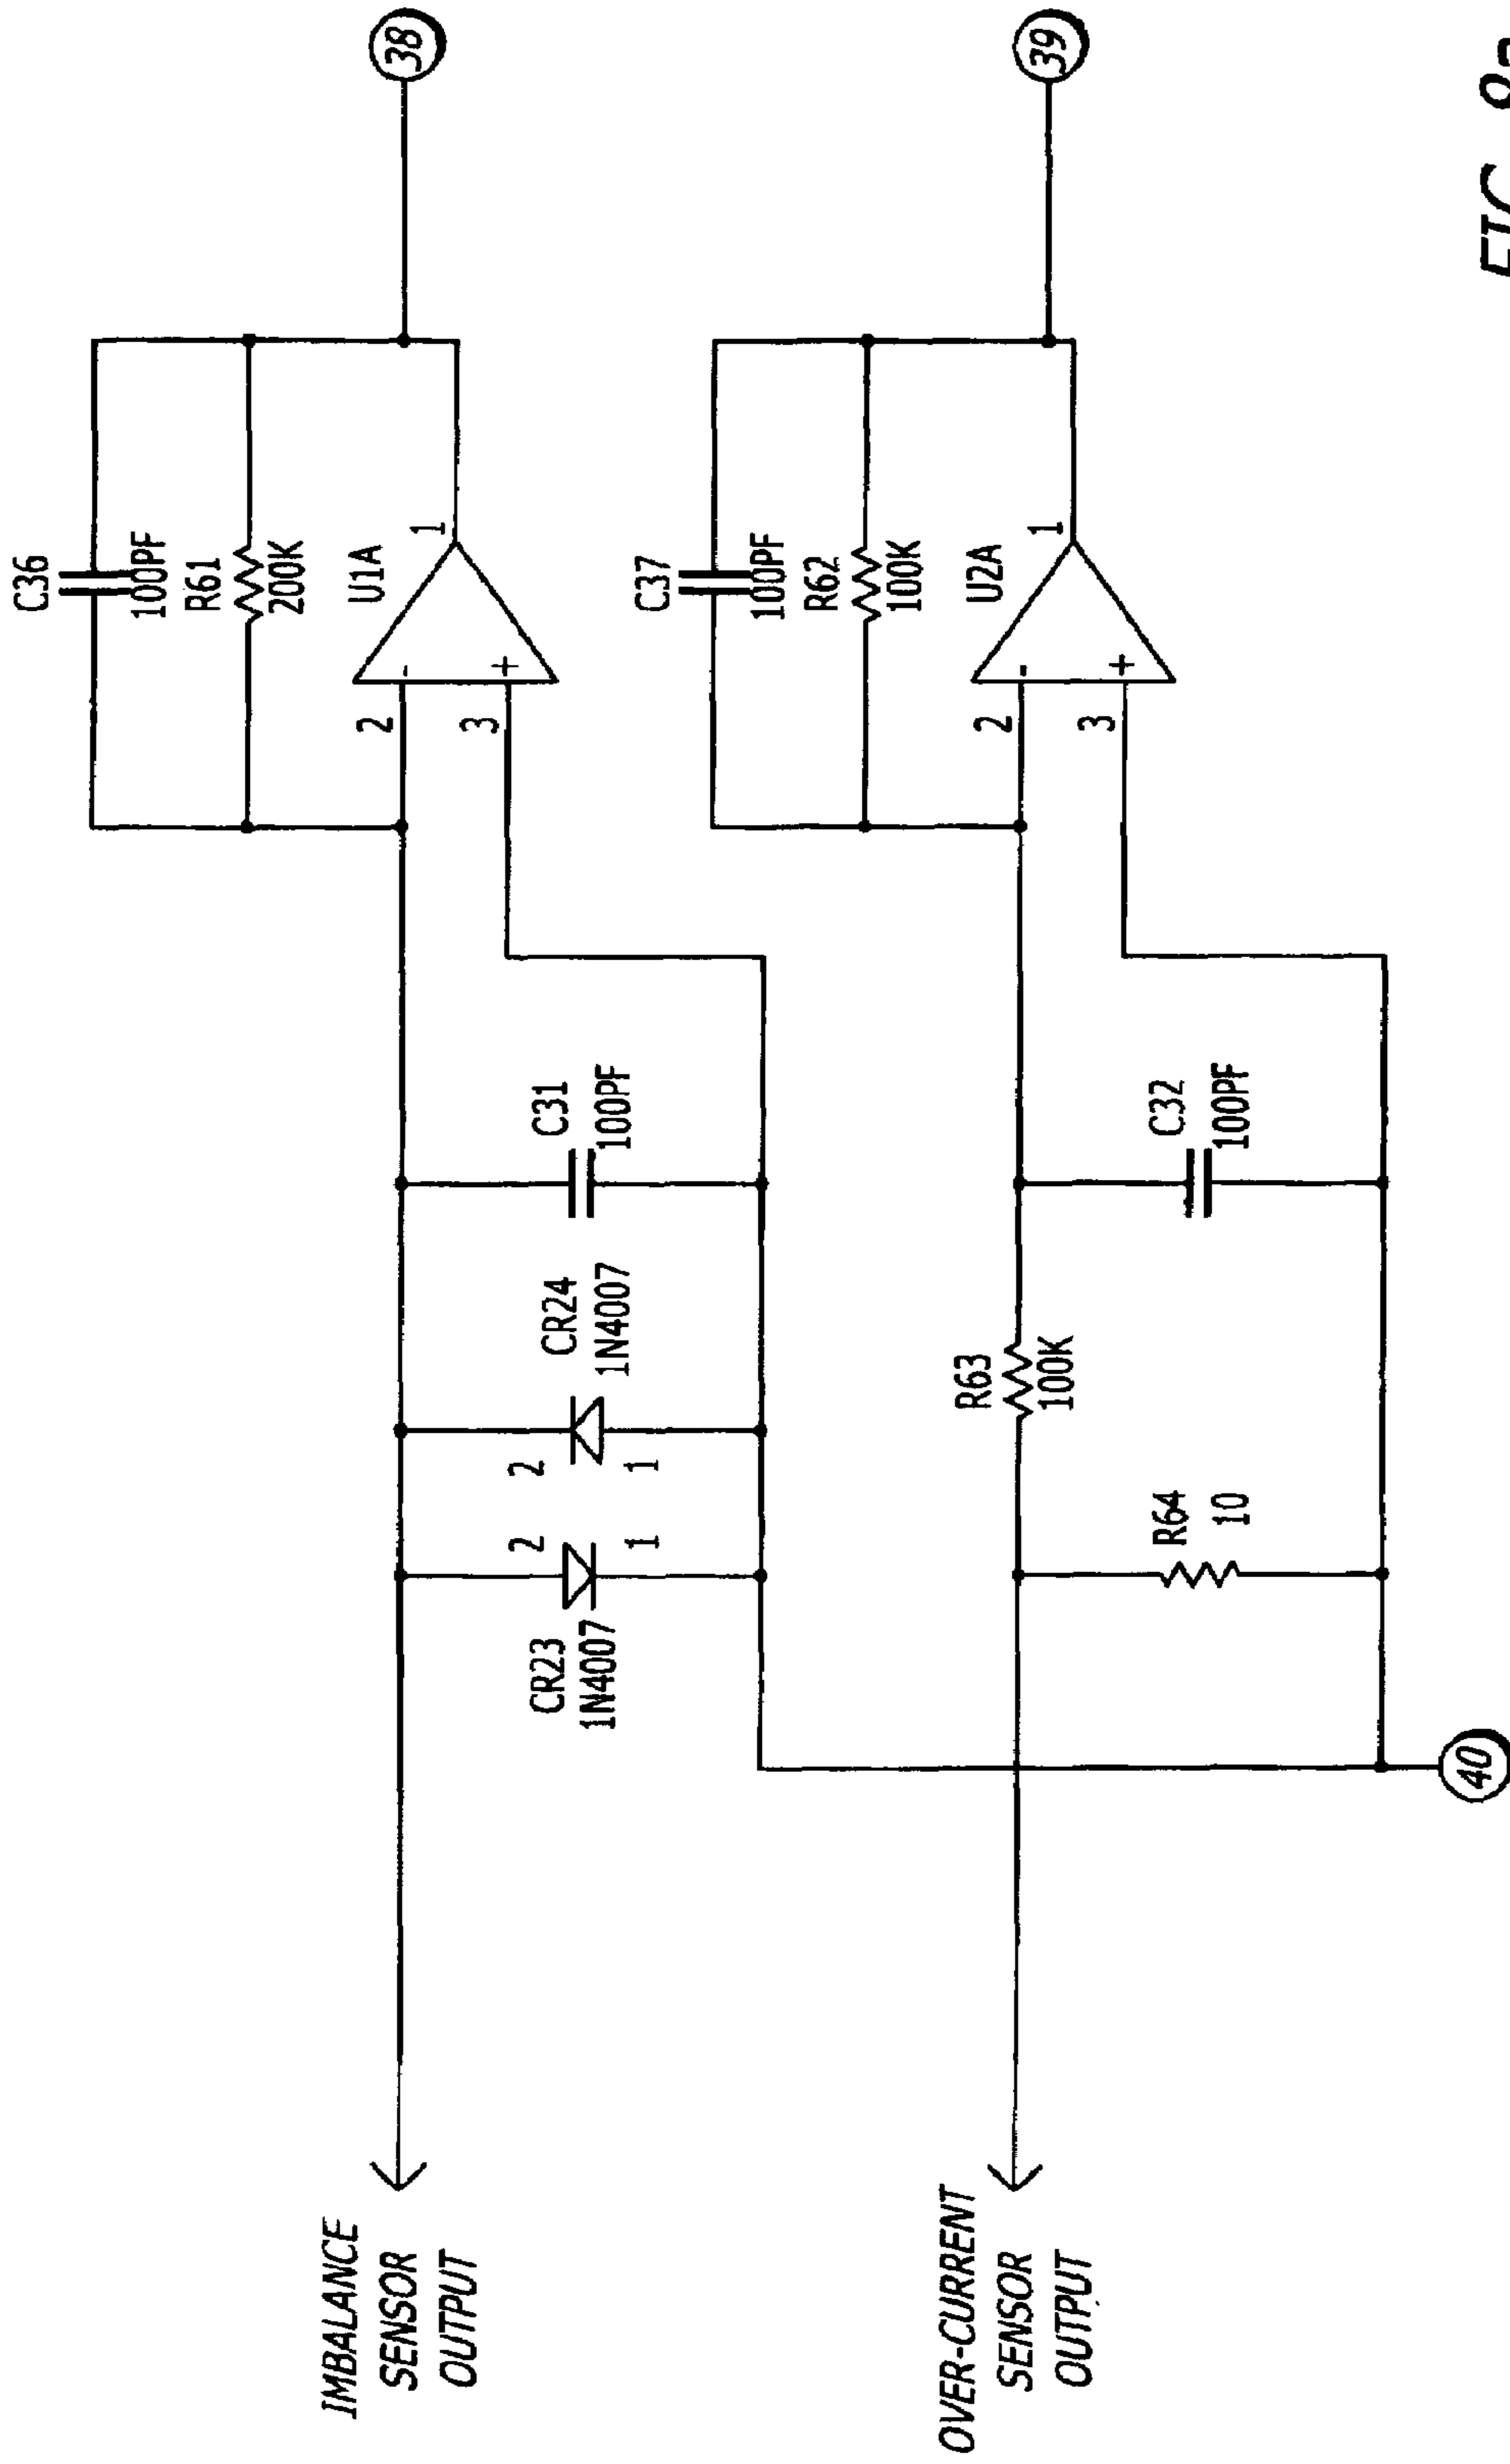 C36
100PF
R61
200K
U1A
2
-
3
+
1
38
CR23
1N4007
2
1
CR24
1N4007
2
1
C31
100PF
IMBALANCE
SENSOR
OUTPUT
C37
100PF
R62
100K
U2A
2
-
3
+
1
39
R63
100K
R64
10
C32
100PF
OVER-CURRENT
SENSOR
OUTPUT
40